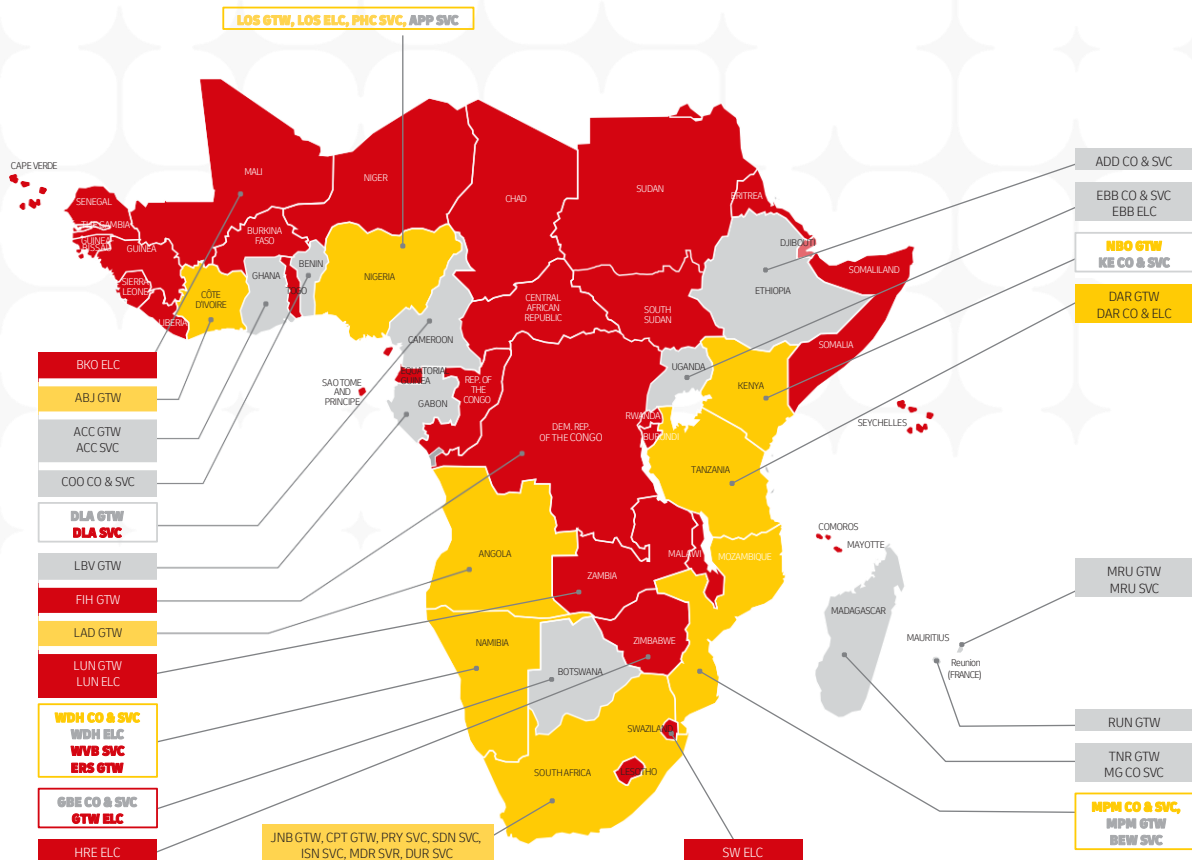 LOS GTW, LOS ELC, PHC SVC, APP SVC
CAPE VERDE
SENEGAL
THE GAMBIA
GUINEA
BISSAU
GUINEA
SIERRA
LEONE
LIBERIA
MALI
BURKINA
FASO
CÔTE
D'IVOIRE
GHANA
TOGO
BENIN
NIGER
NIGERIA
CHAD
SUDAN
ERITREA
DJIBOUTI
SOMALILAND
ETHIOPIA
SOMALIA
SOUTH
SUDAN
CENTRAL
AFRICAN
REPUBLIC
CAMEROON
EQUATORIAL
GUINEA
SAO TOME
AND
PRINCIPE
GABON
REP. OF
THE
CONGO
DEM. REP.
OF THE CONGO
UGANDA
KENYA
RWANDA
BURUNDI
TANZANIA
SEYCHELLES
COMOROS
MAYOTTE
ANGOLA
ZAMBIA
MALAWI
MOZAMBIQUE
MADAGASCAR
MAURITIUS
Reunion
(FRANCE)
NAMIBIA
BOTSWANA
ZIMBABWE
SWAZILAND
LESOTHO
SOUTH AFRICA
BKO ELC
ABJ GTW
ACC GTW
ACC SVC
COO CO & SVC
DLA GTW
DLA SVC
LBV GTW
FIH GTW
LAD GTW
LUN GTW
LUN ELC
WDH CO & SVC
WDH ELC
WVB SVC
ERS GTW
GBE CO & SVC
GTW ELC
HRE ELC
JNB GTW, CPT GTW, PRY SVC, SDN SVC,
ISN SVC, MDR SVR, DUR SVC
SW ELC
ADD CO & SVC
EBB CO & SVC
EBB ELC
NBO GTW
KE CO & SVC
DAR GTW
DAR CO & ELC
MRU GTW
MRU SVC
RUN GTW
TNR GTW
MG CO SVC
MPM CO & SVC,
MPM GTW
BEW SVC